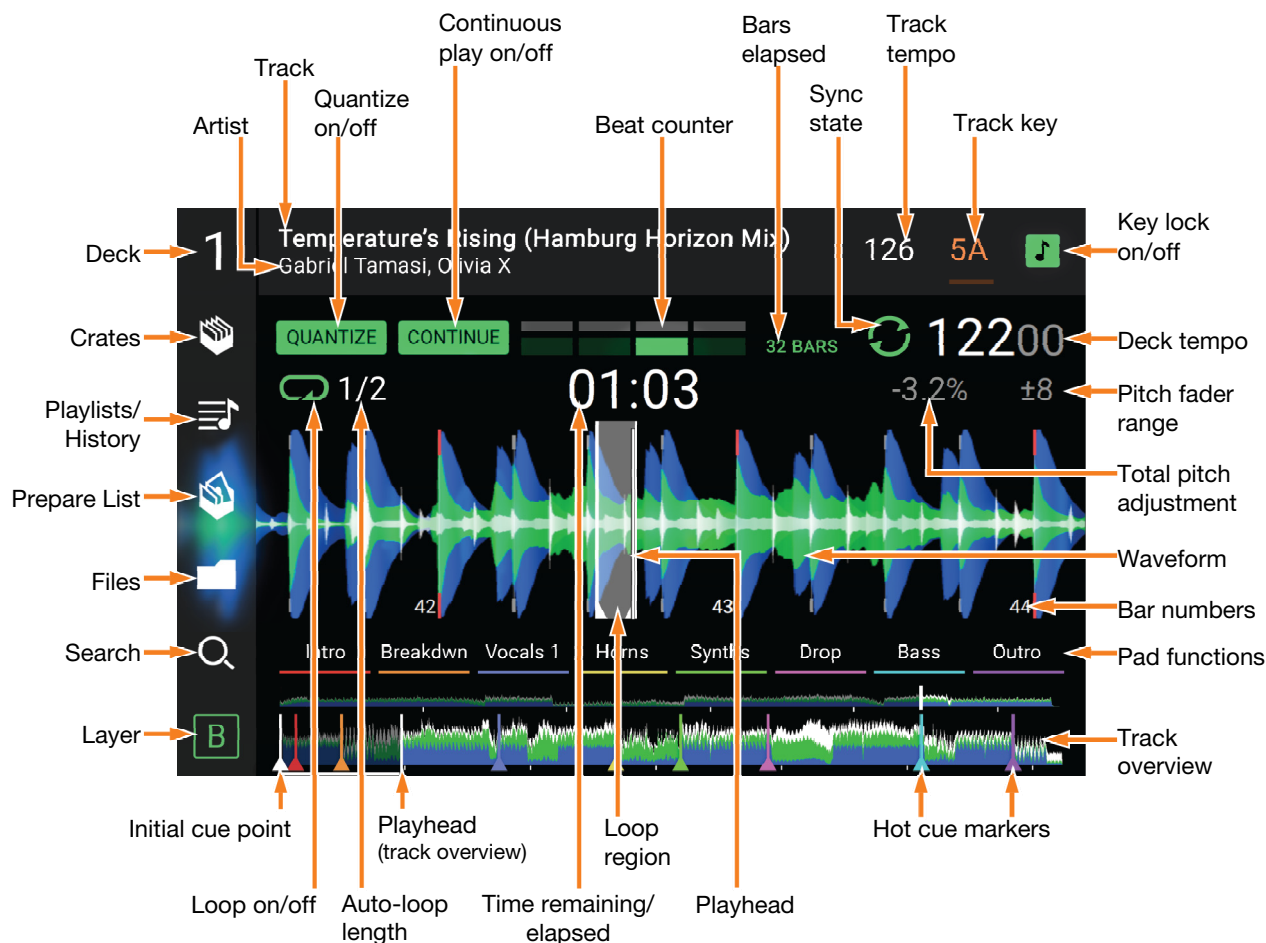 Continuous
play on/off
Bars
elapsed
Track
tempo
Track
Quantize
on/off
Sync
state
Artist
Beat counter
Track key
Key lock
on/off
Deck
1
Temperature's Rising (Hamburg Horizon Mix)
Gabriel Tamasi, Olivia X
126
5A
Crates
QUANTIZE
CONTINUE
32 BARS
12200
Deck tempo
1/2
01:03
-3.2%
±8
Playlists/
History
Pitch fader
range
Prepare List
Total pitch
adjustment
Waveform
Files
42
43
44
Bar numbers
Search
Intro
Breakdwn
Vocals 1
Horns
Synths
Drop
Bass
Outro
Pad functions
Layer
B
Track
overview
Initial cue point
Playhead
(track overview)
Loop
region
Hot cue markers
Loop on/off
Auto-loop
length
Time remaining/
elapsed
Playhead